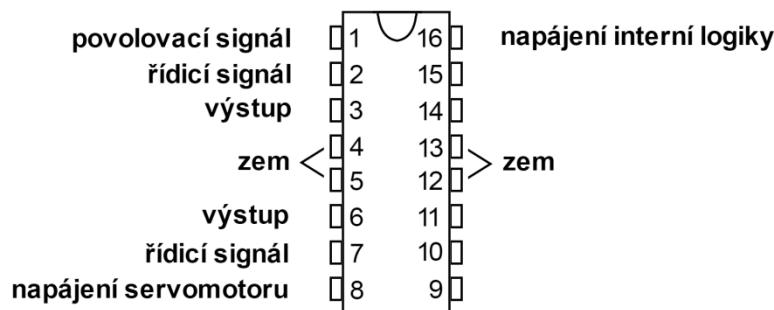 povolovací signál 1 16 napájení interní logiky
řídicí signál 2 15
výstup 3 14
4 13
zem zem
5 12
výstup 6 11
řídicí signál 7 10
napájení servomotoru 8 9